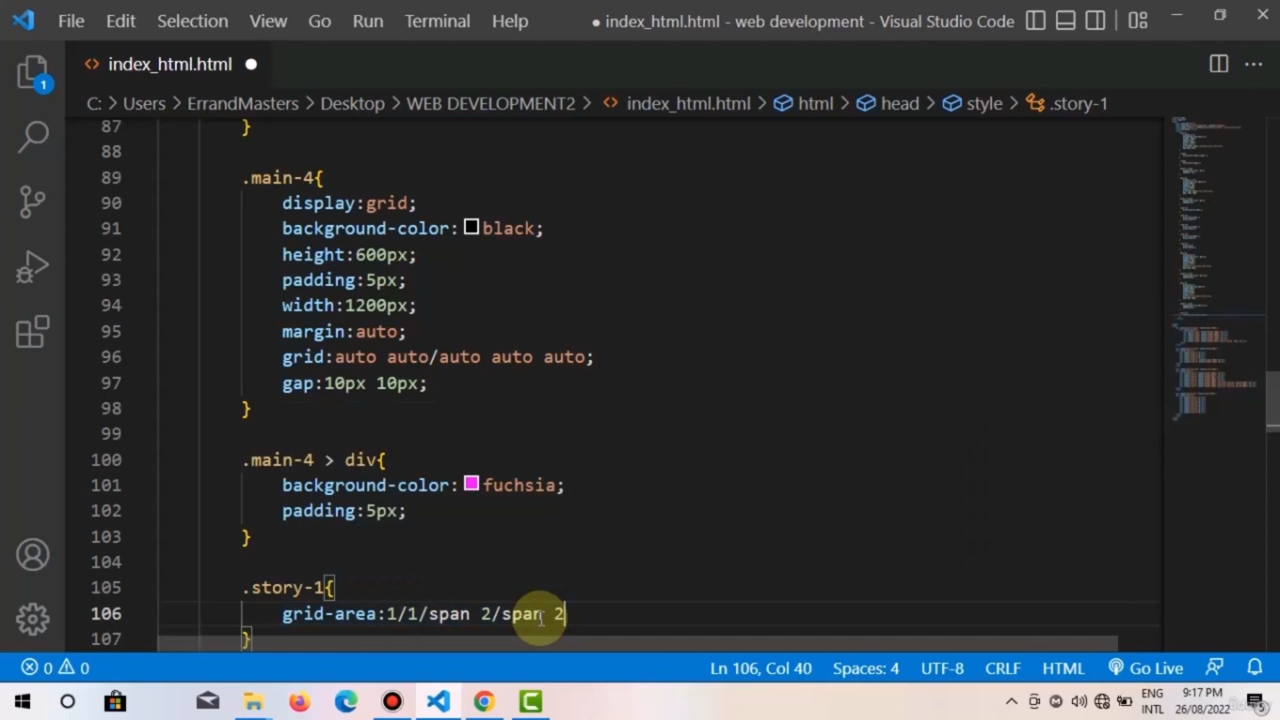 File Edit Selection View Go Run Terminal Help ● index_html.html - web development - Visual Studio Code
index_html.html
1
C: > Users > ErrandMasters > Desktop > WEB DEVELOPMENT2 > index_html.html > html > head > style > .story-1
87 }
88
89 .main-4{
90 display:grid;
91 background-color: black;
92 height:600px;
93 padding:5px;
94 width:1200px;
95 margin:auto;
96 grid:auto auto/auto auto auto;
97 gap:10px 10px;
98 }
99
100 .main-4 > div{
101 background-color: fuchsia;
102 padding:5px;
103 }
104
105 .story-1{
106 grid-area:1/1/span 2/span 2
107 }
0 0 Ln 106, Col 40 Spaces: 4 UTF-8 CRLF HTML Go Live
ENG 9:17 PM
INTL 26/08/2022 5